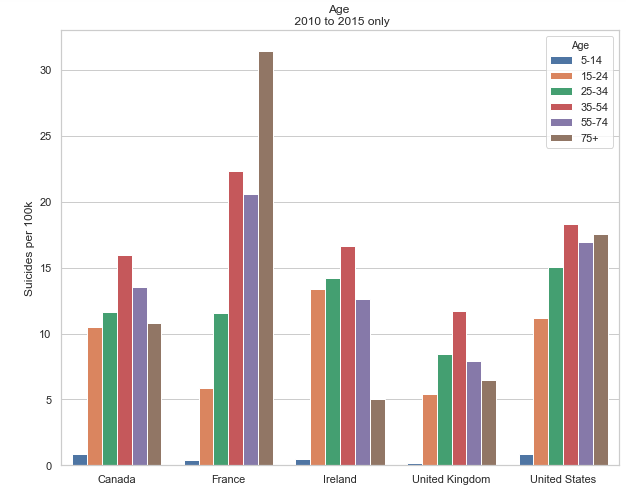 Age
2010 to 2015 only
Suicides per 100k
30
25
20
15
10
5
0
Canada
France
Ireland
United Kingdom
United States
Age
5-14
15-24
25-34
35-54
55-74
75+